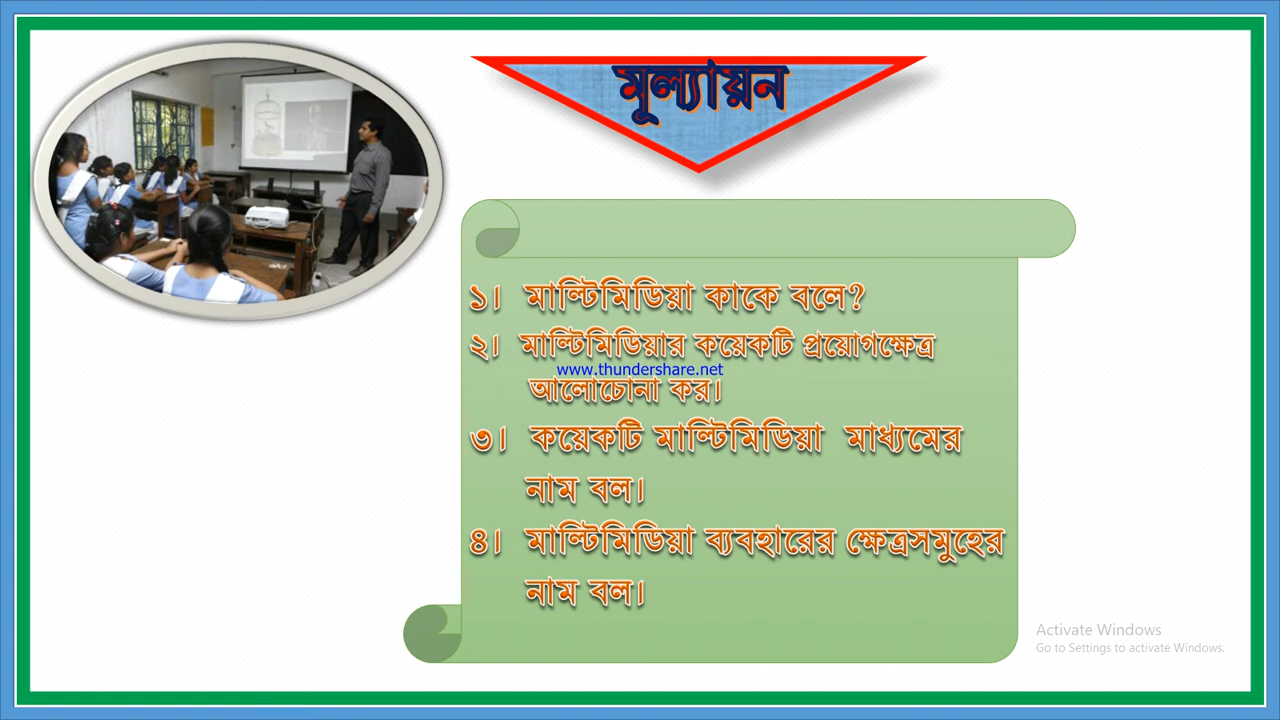 মূল্যায়ন
১। মাল্টিমিডিয়া কাকে বলে?
২। মাল্টিমিডিয়ার কয়েকটি প্রয়োগক্ষেত্র
www.thundershare.net
আলোচোনা কর।
৩। কয়েকটি মাল্টিমিডিয়া মাধ্যমের
নাম বল।
৪। মাল্টিমিডিয়া ব্যবহারের ক্ষেত্রসমুহের
নাম বল।
Activate Windows
Go to Settings to activate Windows.